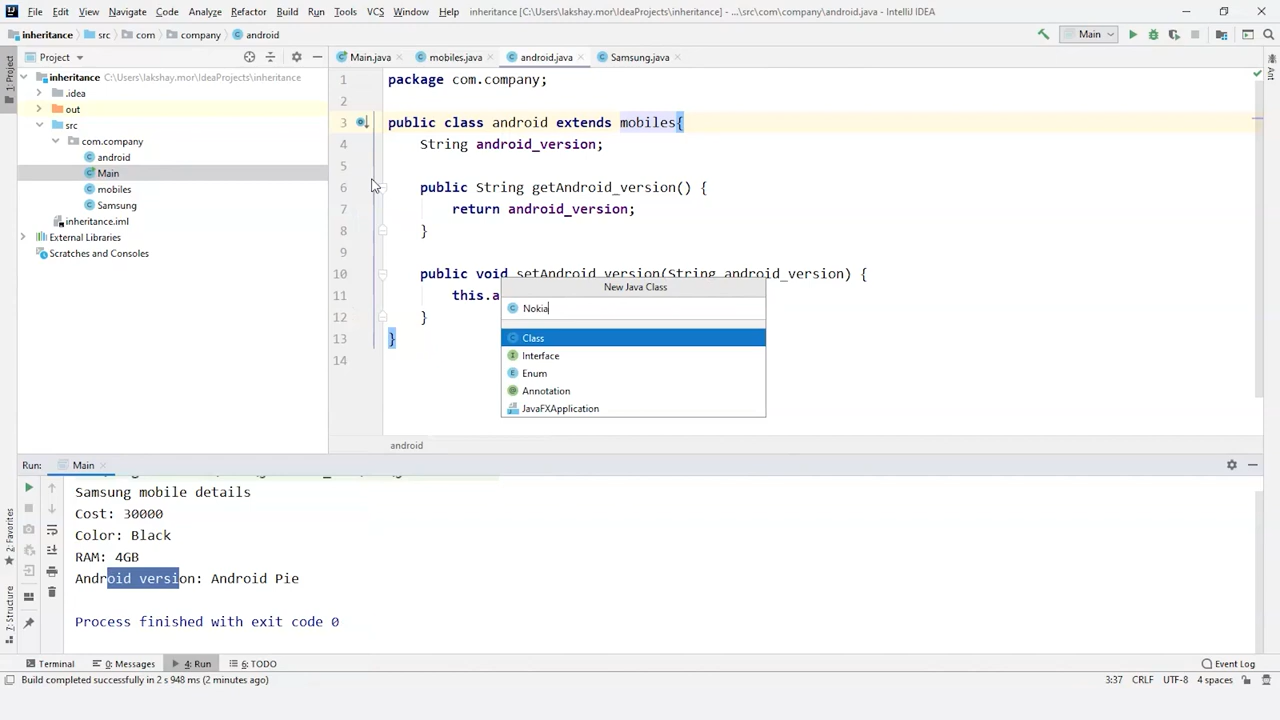 File Edit View Navigate Code Analyze Refactor Build Run Tools VCS Window Help inheritance [C:\Users\lakshay.mor\IdeaProjects\inheritance] - ...\src\com\company\android.java - IntelliJ IDEA
inheritance src com company android Main
Project Main.java mobiles.java android.java Samsung.java
1: Project
Ant
inheritance C:\Users\lakshay.mor\IdeaProjects\inheritance
.idea
out
src
com.company
android
Main
mobiles
Samsung
inheritance.iml
External Libraries
Scratches and Consoles
1 package com.company;
2
3 public class android extends mobiles{
4 String android_version;
5
6 public String getAndroid_version() {
7 return android_version;
8 }
9
10 public void setAndroid_version(String android_version) {
11 this.a
12 }
13 }
14
New Java Class
Nokia
Class
Interface
Enum
Annotation
JavaFXApplication
android
Run: Main
Samsung mobile details
Cost: 30000
Color: Black
RAM: 4GB
Android version: Android Pie
Process finished with exit code 0
2: Favorites
7: Structure
Terminal 0: Messages 4: Run 6: TODO Event Log
Build completed successfully in 2 s 948 ms (2 minutes ago) 3:37 CRLF UTF-8 4 spaces